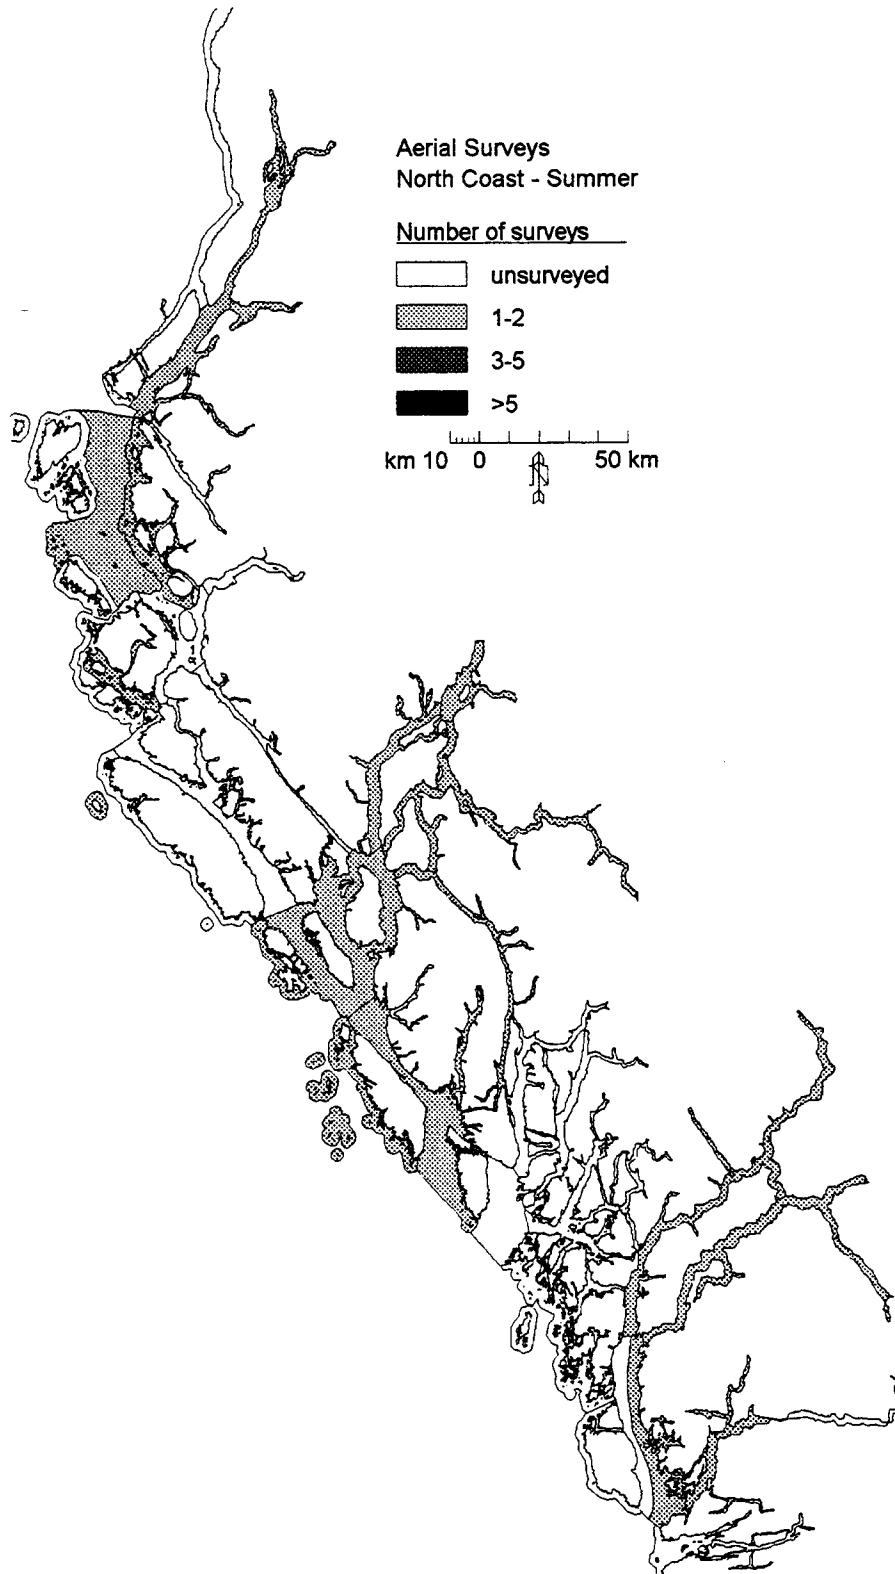 Aerial Surveys
North Coast - Summer
Number of surveys
unsurveyed
1-2
3-5
>5
km 10 0 50 km
N